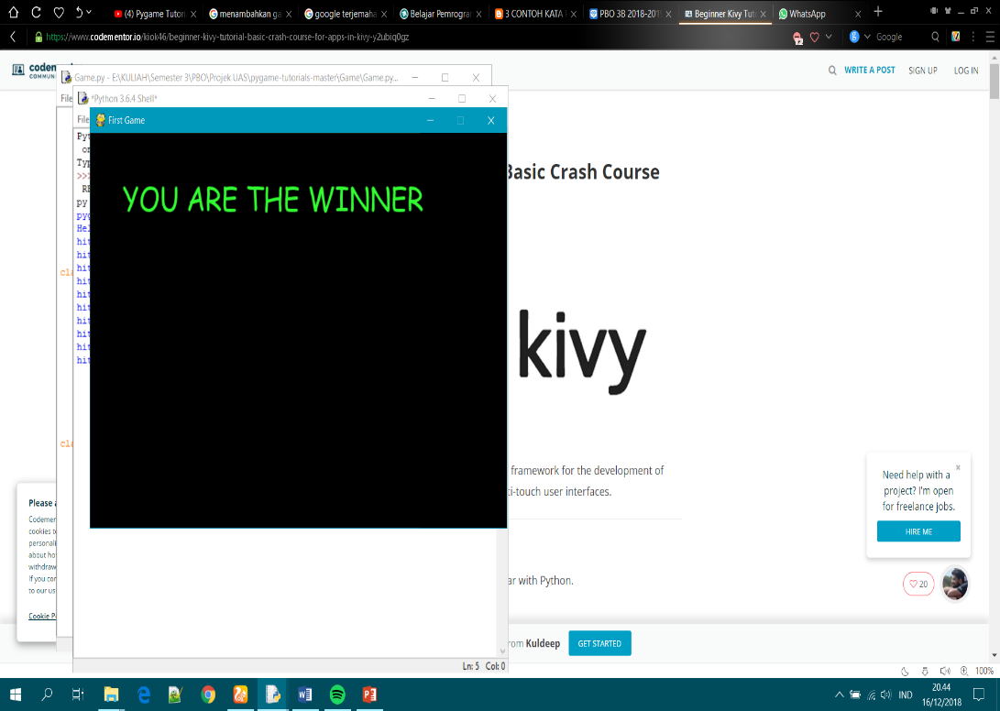 (4) Pygame Tutori
menambahkan ga
google terjemaha
Belajar Pemrogran
3 CONTOH KATA
PBO 3B 2018-2019
Beginner Kivy Tuto
WhatsApp
https://www.codementor.io/kiok46/beginner-kivy-tutorial-basic-crash-course-for-apps-in-kivy-y2ubiq0gz
Google
codem
COMMUN
WRITE A POST
SIGN UP
LOG IN
Game.py - E:\KULIAH\Semester 3\PBO\Projek UAS\pygame-tutorials-master\Game\Game.py...
File
*Python 3.6.4 Shell*
File
First Game
YOU ARE THE WINNER
Pyt
on
Typ
>>>
RE
py
pyg
Hel
hit
hit
hit
hit
hit
hit
hit
hit
hit
hit
cla
cla
Basic Crash Course
kivy
framework for the development of
ti-touch user interfaces.
ar with Python.
Please a
Codemen
cookies to
personali
about ho
withdraw
If you con
to our us
Cookie P
Need help with a
project? I'm open
for freelance jobs.
HIRE ME
20
from Kuldeep
GET STARTED
Ln: 5 Col: 0
100%
IND
20.44
16/12/2018